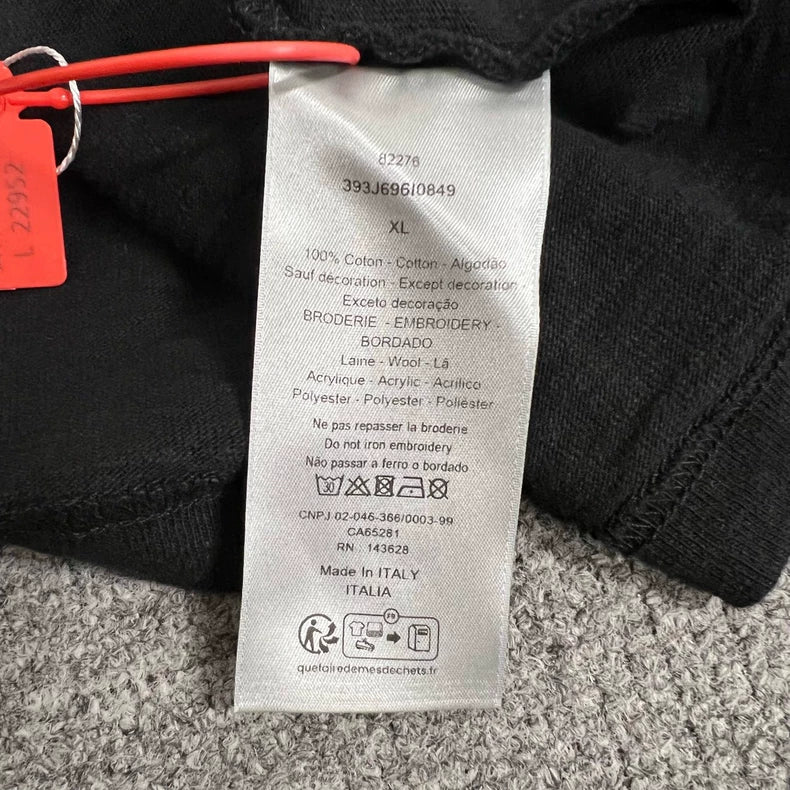 L 22952
82276
393J696I0849
XL
100% Coton - Cotton - Algodão
Sauf décoration - Except decoration -
Exceto decoração
BRODERIE - EMBROIDERY -
BORDADO
Laine - Wool - Lã
Acrylique - Acrylic - Acrílico
Polyester - Polyester - Poliéster
Ne pas repasser la broderie
Do not iron embroidery
Não passar a ferro o bordado
30
CNPJ 02-046-366/0003-99
CA65281
RN 143628
Made In ITALY
ITALIA
FR
quefairedemesdechets.fr